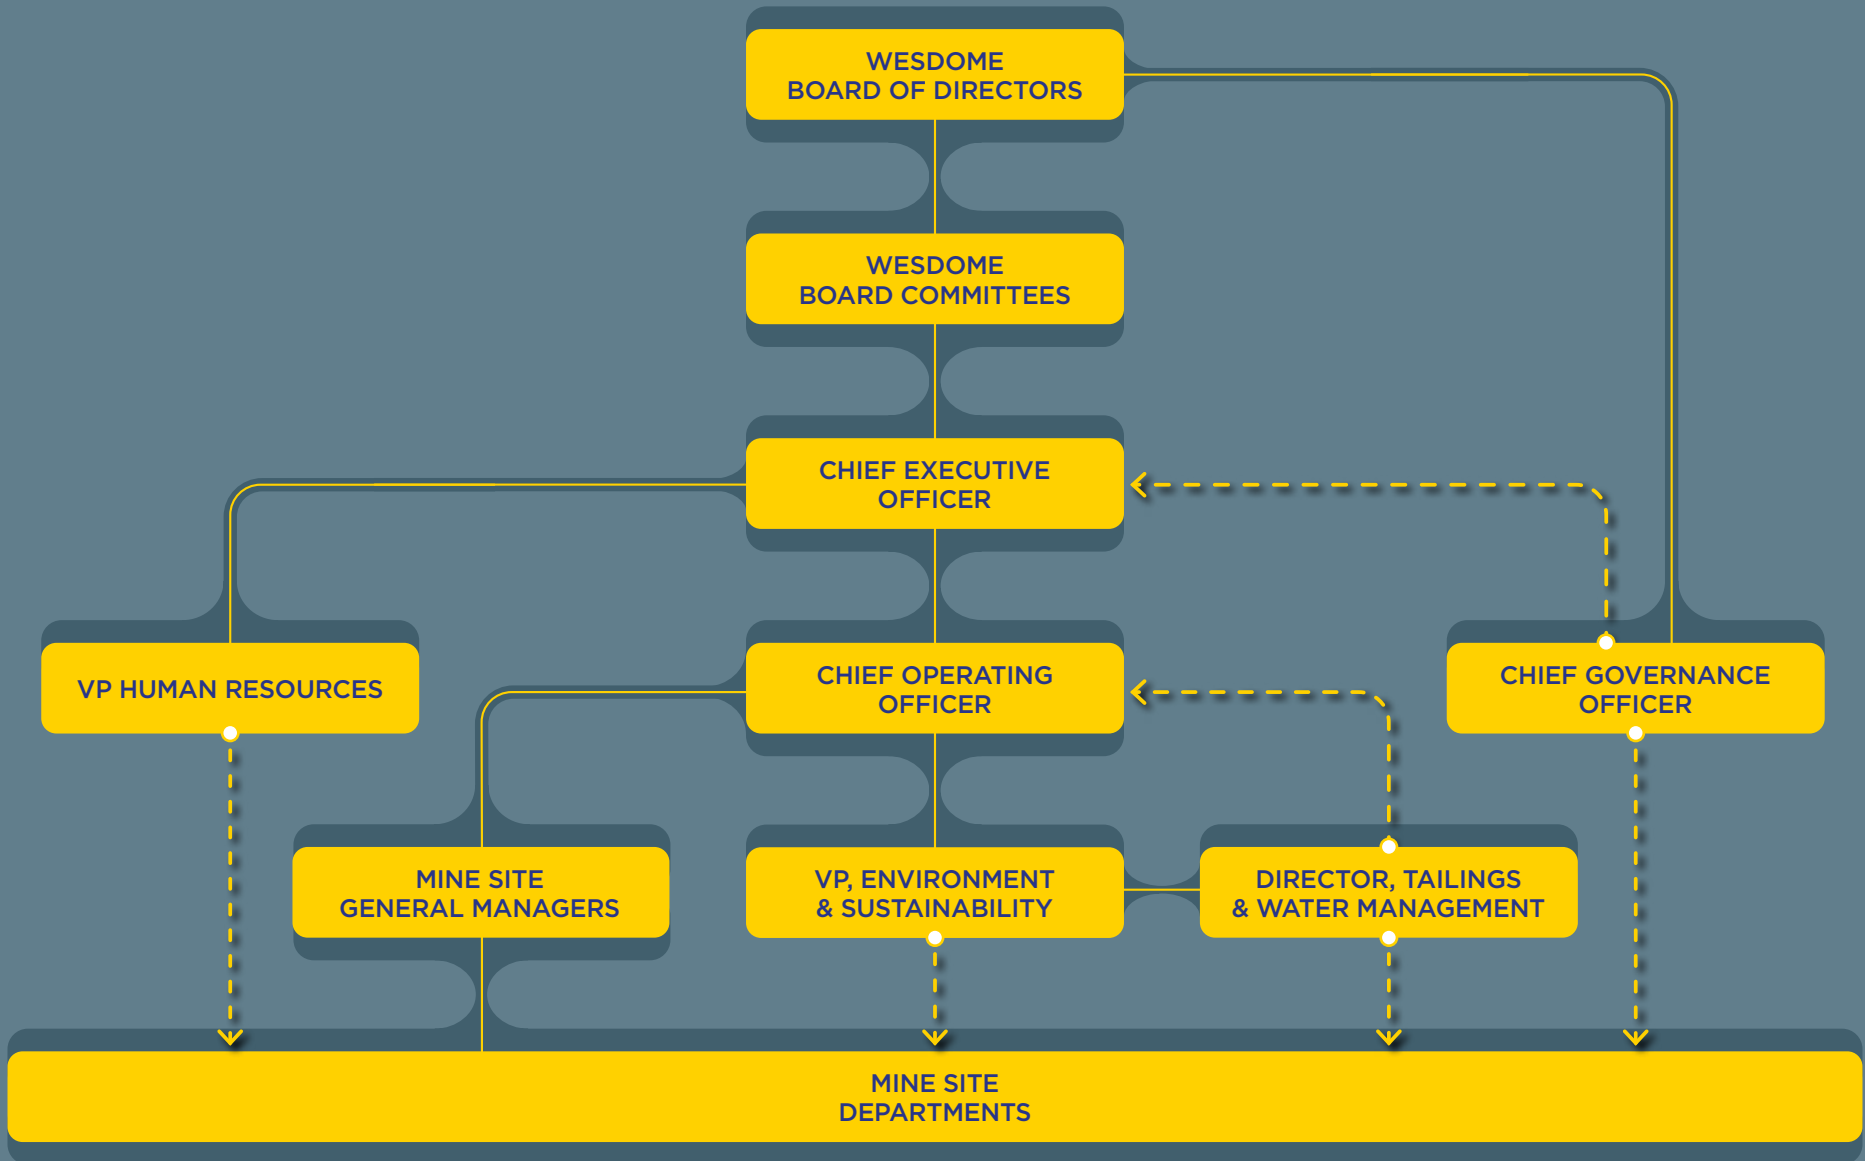 WESDOME
BOARD OF DIRECTORS
WESDOME
BOARD COMMITTEES
CHIEF EXECUTIVE
OFFICER
VP HUMAN RESOURCES
CHIEF OPERATING
OFFICER
CHIEF GOVERNANCE
OFFICER
MINE SITE
GENERAL MANAGERS
VP, ENVIRONMENT
& SUSTAINABILITY
DIRECTOR, TAILINGS
& WATER MANAGEMENT
MINE SITE
DEPARTMENTS